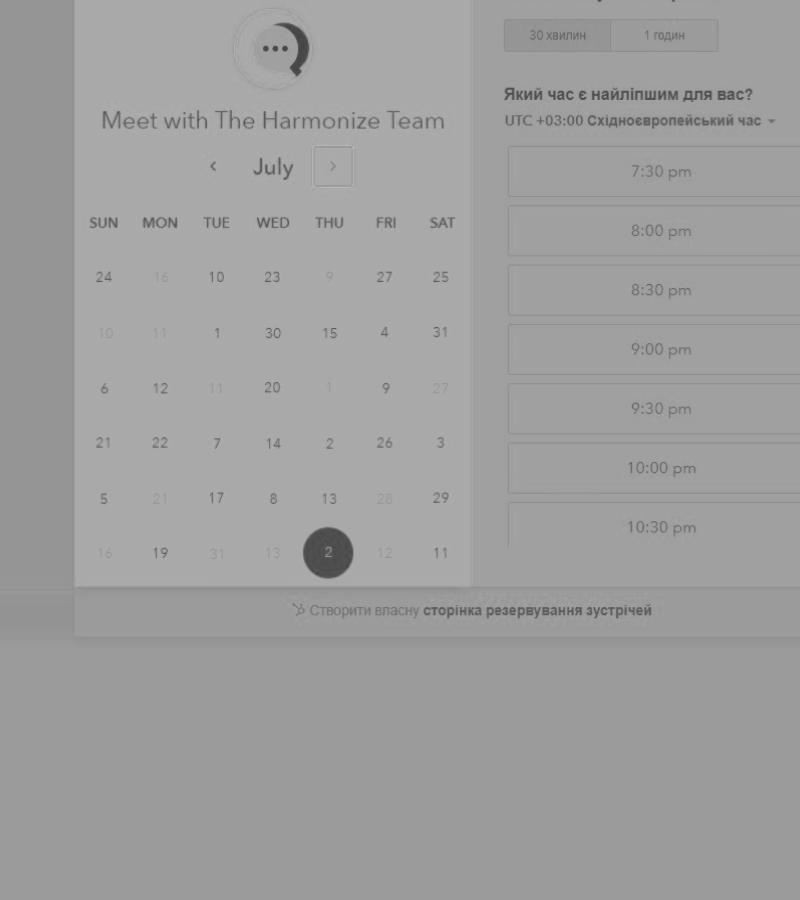 Meet with The Harmonize Team
July
SUN MON TUE WED THU FRI SAT
24 16 10 23 9 27 25
10 11 1 30 15 4 31
6 12 11 20 1 9 27
21 22 7 14 2 26 3
5 21 17 8 13 28 29
16 19 31 13 2 12 11
30 хвилин 1 годин
Який час є найліпшим для вас?
UTC +03:00 Східноєвропейський час
7:30 pm
8:00 pm
8:30 pm
9:00 pm
9:30 pm
10:00 pm
10:30 pm
Створити власну сторінка резервування зустрічей